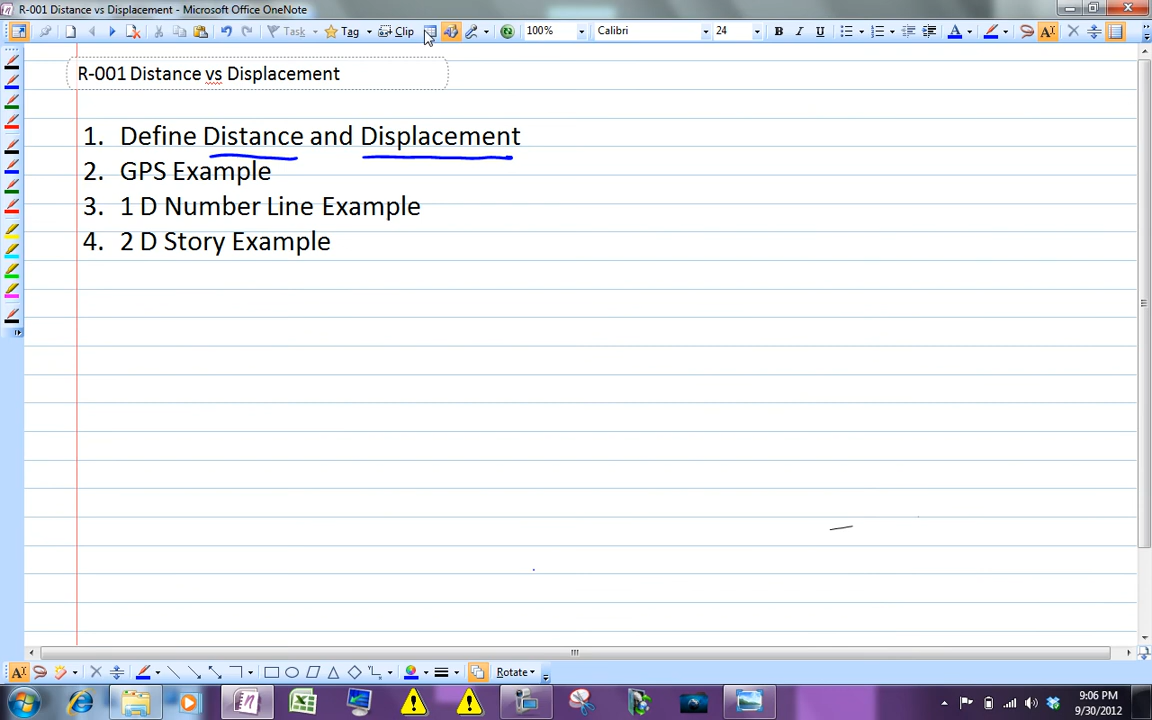 R-001 Distance vs Displacement - Microsoft Office OneNote
Task Tag Clip 100% Calibri 24 B I U A A
R-001 Distance vs Displacement
1. Define Distance and Displacement
2. GPS Example
3. 1 D Number Line Example
4. 2 D Story Example
A Rotate
9:06 PM
9/30/2012